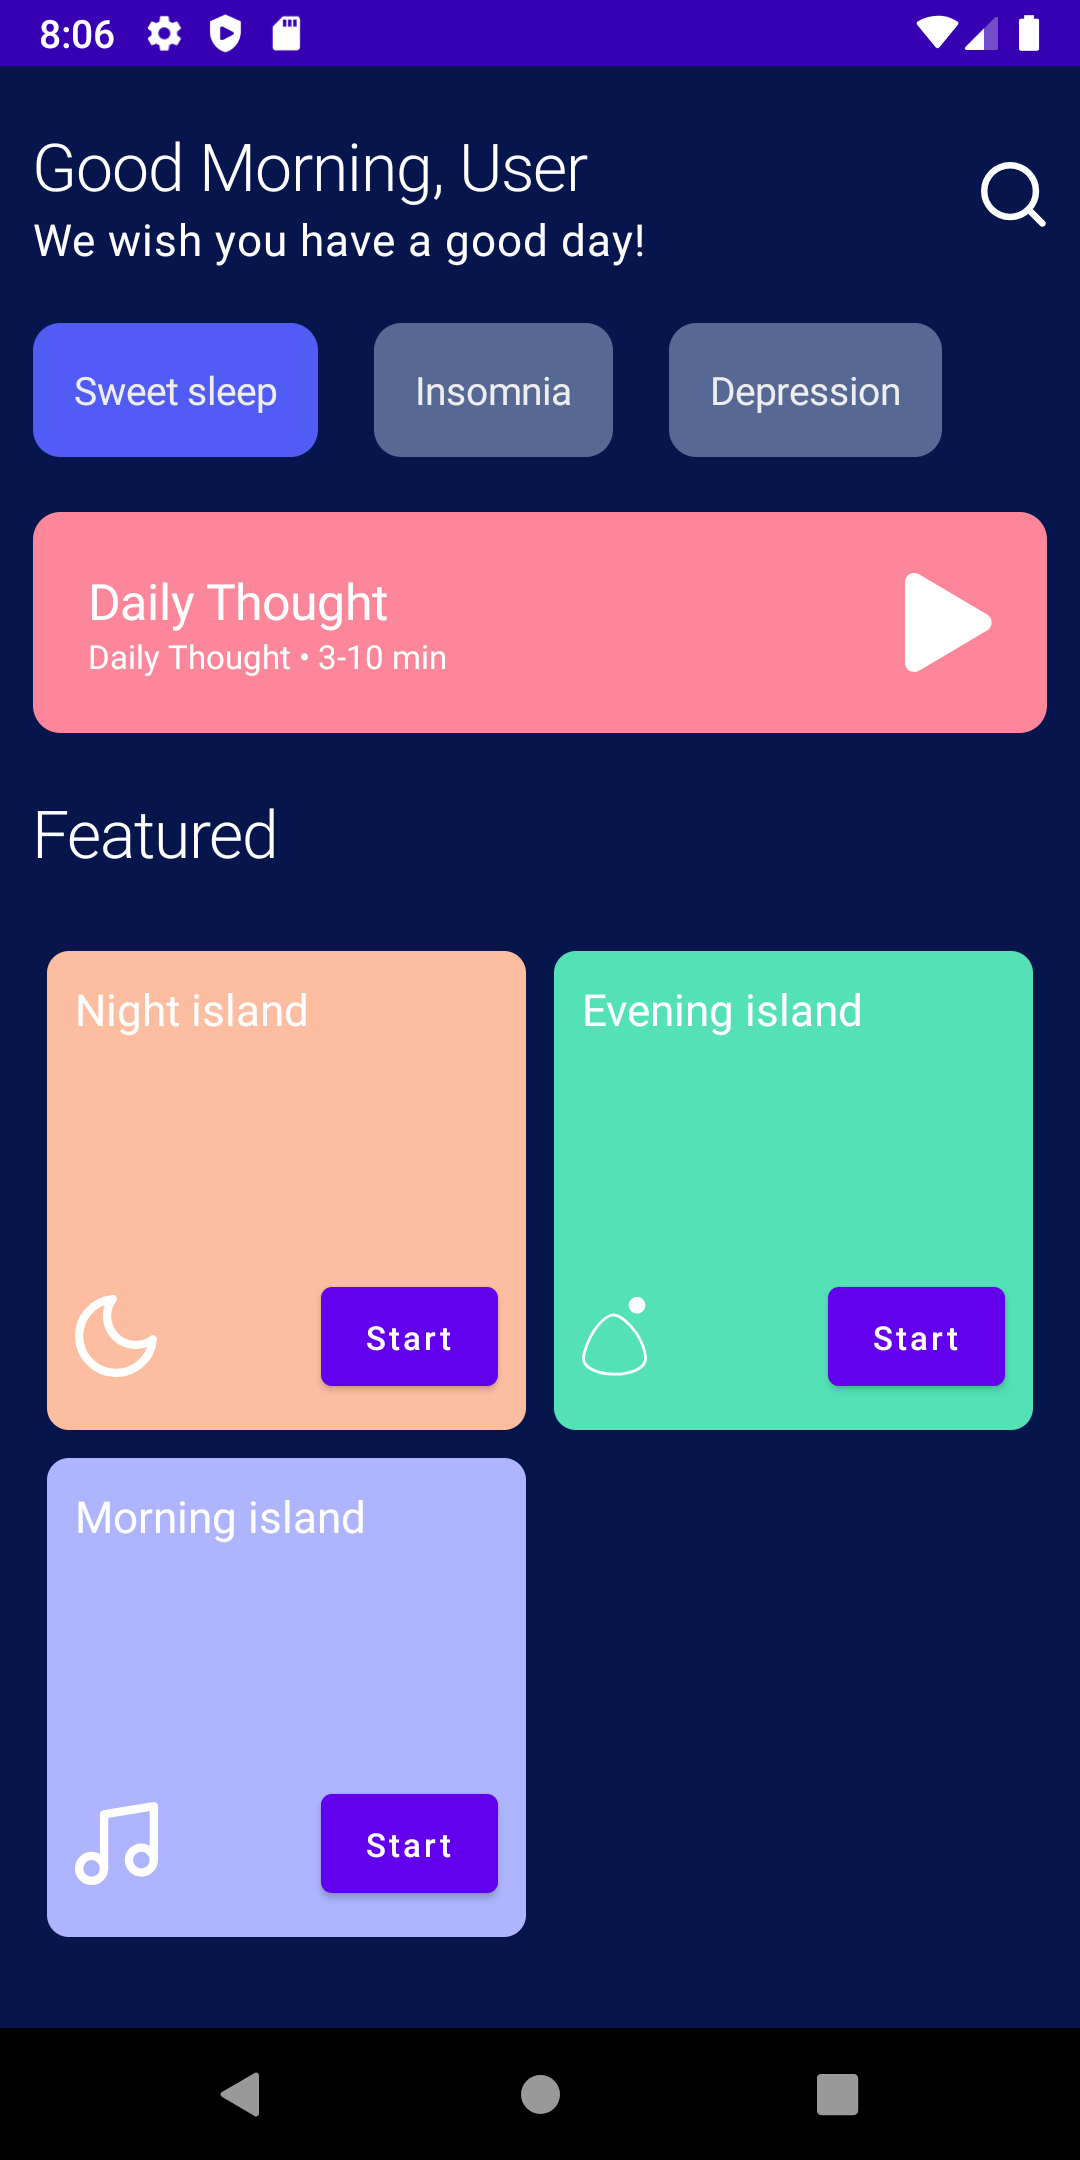 8:06
Good Morning, User
We wish you have a good day!
Sweet sleep
Insomnia
Depression
Daily Thought
Daily Thought • 3-10 min
Featured
Night island
Start
Evening island
Start
Morning island
Start